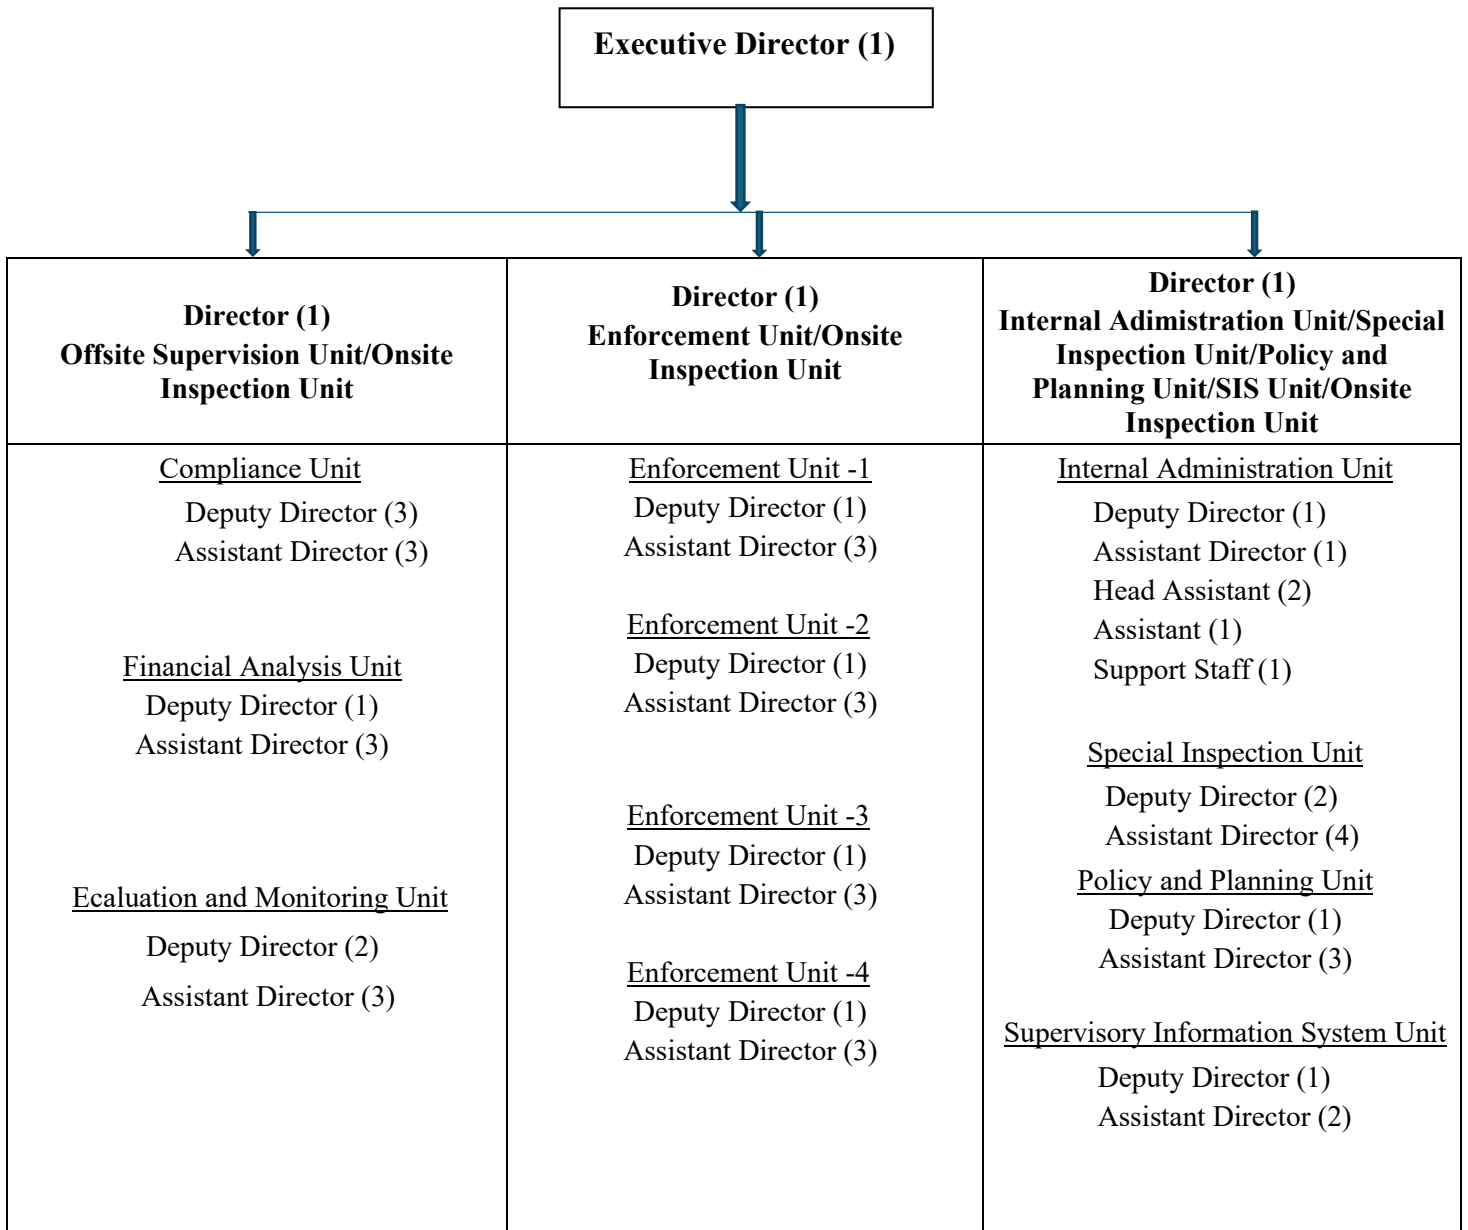 Executive Director (1)
Director (1)
Offsite Supervision Unit/Onsite
Inspection Unit
Director (1)
Enforcement Unit/Onsite
Inspection Unit
Director (1)
Internal Adimistration Unit/Special
Inspection Unit/Policy and
Planning Unit/SIS Unit/Onsite
Inspection Unit
Compliance Unit
Deputy Director (3)
Assistant Director (3)
Financial Analysis Unit
Deputy Director (1)
Assistant Director (3)
Ecaluation and Monitoring Unit
Deputy Director (2)
Assistant Director (3)
Enforcement Unit -1
Deputy Director (1)
Assistant Director (3)
Enforcement Unit -2
Deputy Director (1)
Assistant Director (3)
Enforcement Unit -3
Deputy Director (1)
Assistant Director (3)
Enforcement Unit -4
Deputy Director (1)
Assistant Director (3)
Internal Administration Unit
Deputy Director (1)
Assistant Director (1)
Head Assistant (2)
Assistant (1)
Support Staff (1)
Special Inspection Unit
Deputy Director (2)
Assistant Director (4)
Policy and Planning Unit
Deputy Director (1)
Assistant Director (3)
Supervisory Information System Unit
Deputy Director (1)
Assistant Director (2)